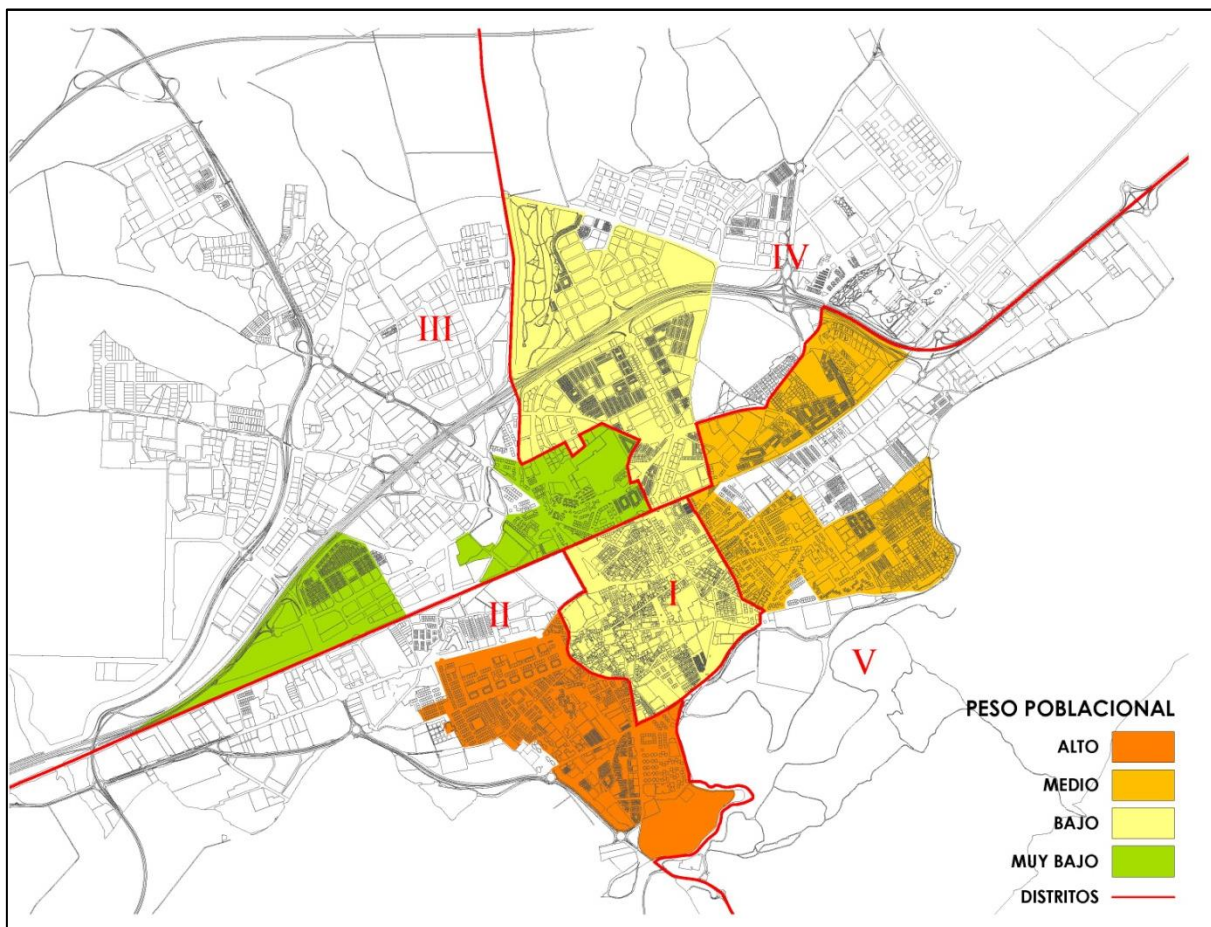 IV
III
I
II
V
PESO POBLACIONAL
ALTO
MEDIO
BAJO
MUY BAJO
DISTRITOS